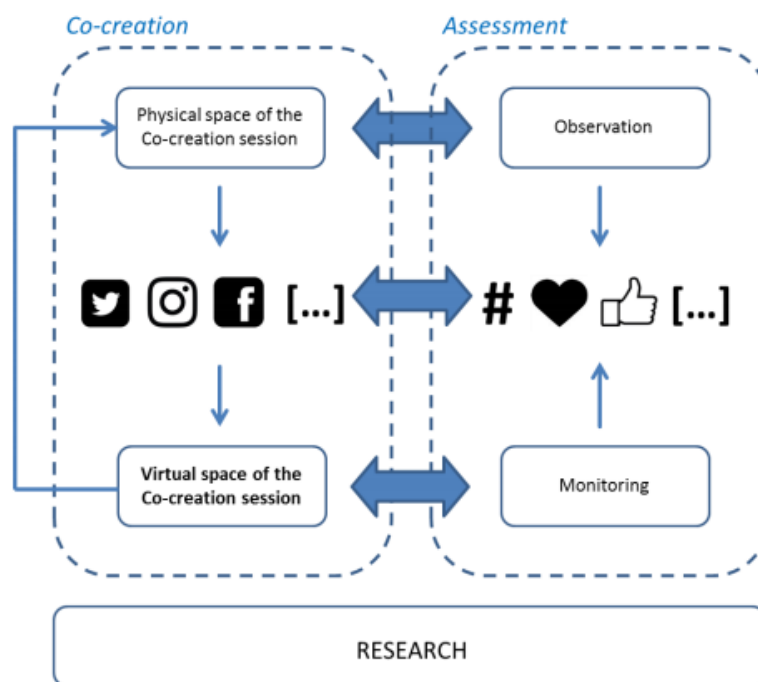 Co-creation
Assessment
Physical space of the
Co-creation session
Observation
[...]
# [...]
Virtual space of the
Co-creation session
Monitoring
RESEARCH